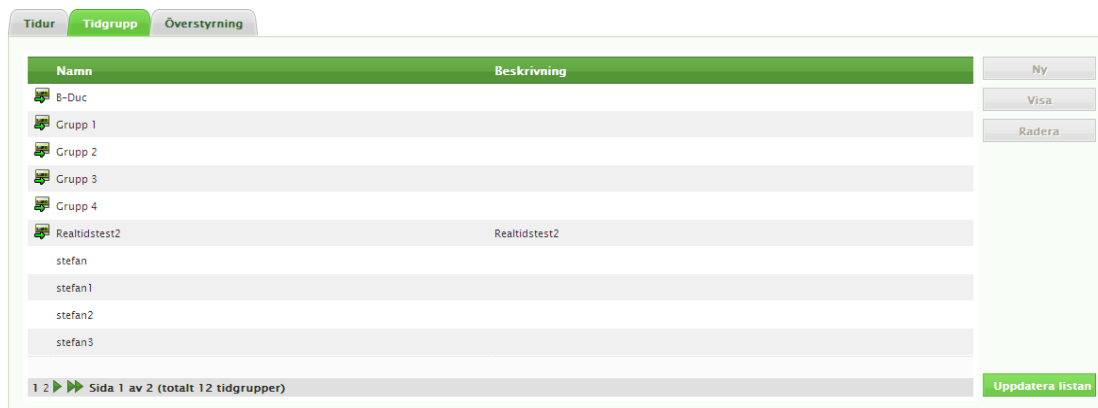 Tidur Tidgrupp Överstyrning
Namn Beskrivning Ny
B-Duc Visa
Grupp 1 Radera
Grupp 2
Grupp 3
Grupp 4
Realtidstest2 Realtidstest2
stefan
stefan1
stefan2
stefan3
1 2 Sida 1 av 2 (totalt 12 tidgrupper) Uppdatera listan